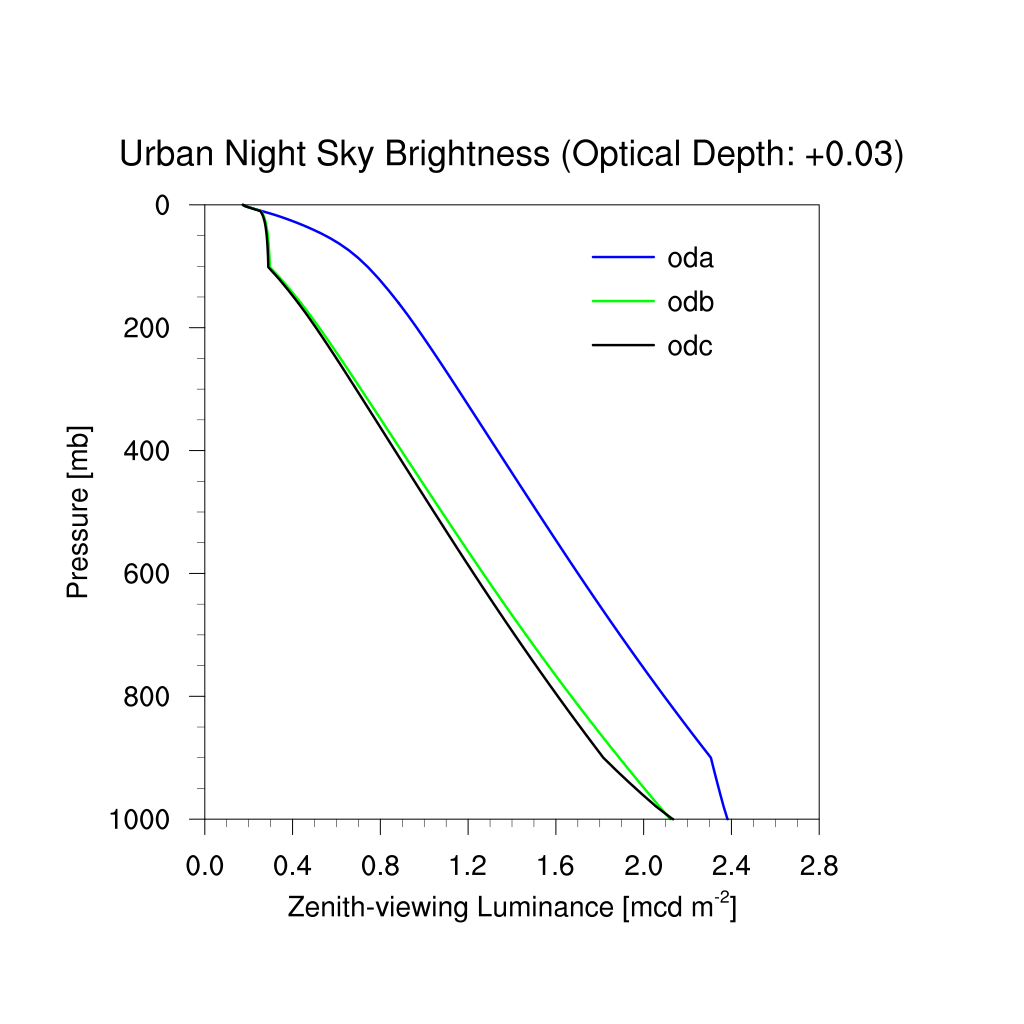 Urban Night Sky Brightness (Optical Depth: +0.03)
0
200
400
600
800
1000
Pressure [mb]
oda
odb
odc
0.0 0.4 0.8 1.2 1.6 2.0 2.4 2.8
Zenith-viewing Luminance [mcd m⁻²]